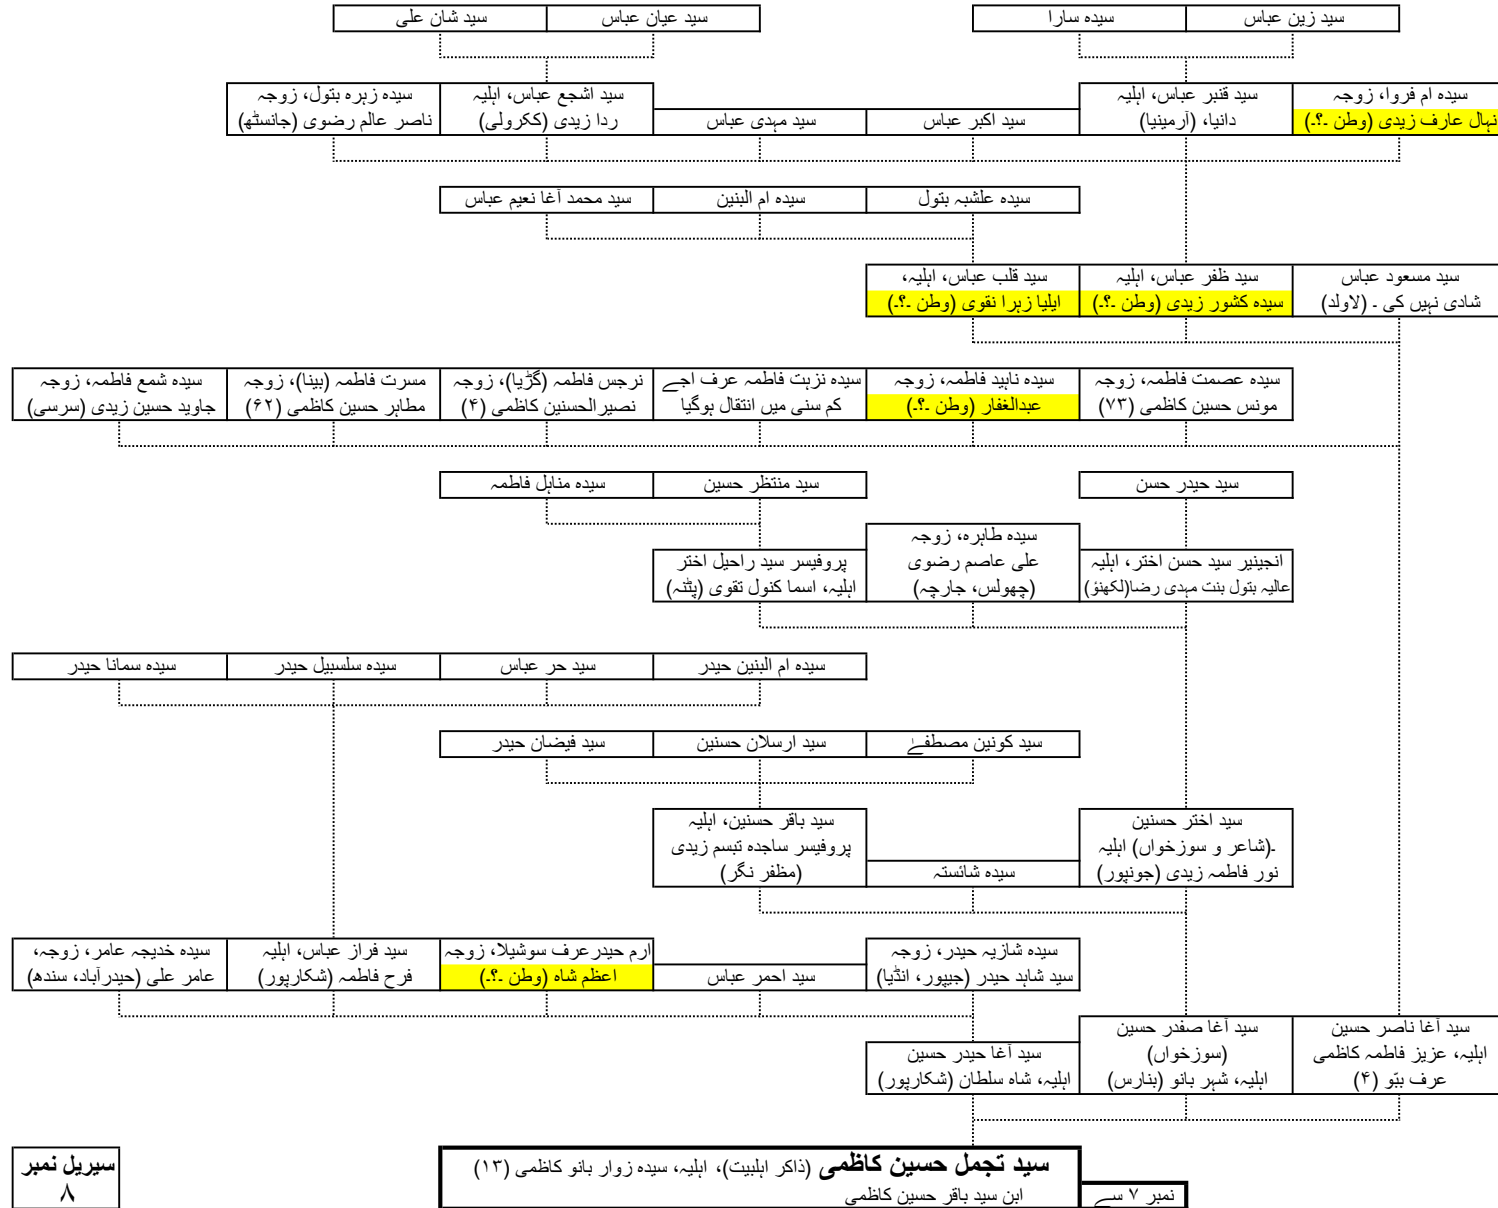 سید زین عباس
سیدہ سارا
سید عیان عباس
سید شان علی
سیدہ ام فروا، زوجہ
نہال عارف زیدی (وطن ـ؟ـ)
سید قنبر عباس، اہلیہ
دانیا، (آرمینیا)
سید اکبر عباس
سید مہدی عباس
سید اشجع عباس، اہلیہ
ردا زیدی (ککرولی)
سیدہ زہرہ بتول، زوجہ
ناصر عالم رضوی (جانسٹھ)
سیدہ علشبہ بتول
سیدہ ام البنین
سید محمد آغا نعیم عباس
سید مسعود عباس
شادی نہیں کی ـ (لاولد)
سید ظفر عباس، اہلیہ
سیدہ کشور زیدی (وطن ـ؟ـ)
سید قلب عباس، اہلیہ،
ایلیا زہرا نقوی (وطن ـ؟ـ)
سیدہ عصمت فاطمہ، زوجہ
مونس حسین کاظمی (۷۳)
سیدہ ناہید فاطمہ، زوجہ
عبدالغفار (وطن ـ؟ـ)
سیدہ نزہت فاطمہ عرف اجے
کم سنی میں انتقال ہوگیا
نرجس فاطمہ (گڑیا)، زوجہ
نصیرالحسنین کاظمی (۴)
مسرت فاطمہ (بینا)، زوجہ
مطاہر حسین کاظمی (۶۲)
سیدہ شمع فاطمہ، زوجہ
جاوید حسین زیدی (سرسی)
سید حیدر حسن
سید منتظر حسین
سیدہ مناہل فاطمہ
انجینیر سید حسن اختر، اہلیہ
عالیہ بتول بنت مہدی رضا(لکھنؤ)
سیدہ طاہرہ، زوجہ
علی عاصم رضوی
(چھولس، جارچہ)
پروفیسر سید راحیل اختر
اہلیہ، اسما کنول تقوی (پٹنہ)
سیدہ ام البنین حیدر
سید حر عباس
سیدہ سلسبیل حیدر
سیدہ سمانا حیدر
سید کونین مصطفےٰ
سید ارسلان حسنین
سید فیضان حیدر
سید اختر حسنین
ـ(شاعر و سوزخواں) اہلیہ
نور فاطمہ زیدی (جونپور)
سیدہ شائستہ
سید باقر حسنین، اہلیہ
پروفیسر ساجدہ تبسم زیدی
(مظفر نگر)
سیدہ شازیہ حیدر، زوجہ
سید شاہد حیدر (جیپور، انڈیا)
سید احمر عباس
ارم حیدرعرف سوشیلا، زوجہ
اعظم شاہ (وطن ـ؟ـ)
سید فراز عباس، اہلیہ
فرح فاطمہ (شکارپور)
سیدہ خدیجہ عامر، زوجہ،
عامر علی (حیدرآباد، سندھ)
سید آغا ناصر حسین
اہلیہ، عزیز فاطمہ کاظمی
عرف ببّو (۴)
سید آغا صفدر حسین
(سوزخواں)
اہلیہ، شہر بانو (بنارس)
سید آغا حیدر حسین
اہلیہ، شاہ سلطان (شکارپور)
سید تجمل حسین کاظمی (ذاکر اہلبیت)، اہلیہ، سیدہ زوار بانو کاظمی (۱۳)
ابن سید باقر حسین کاظمی
نمبر ۷ سے
سیریل نمبر
۸